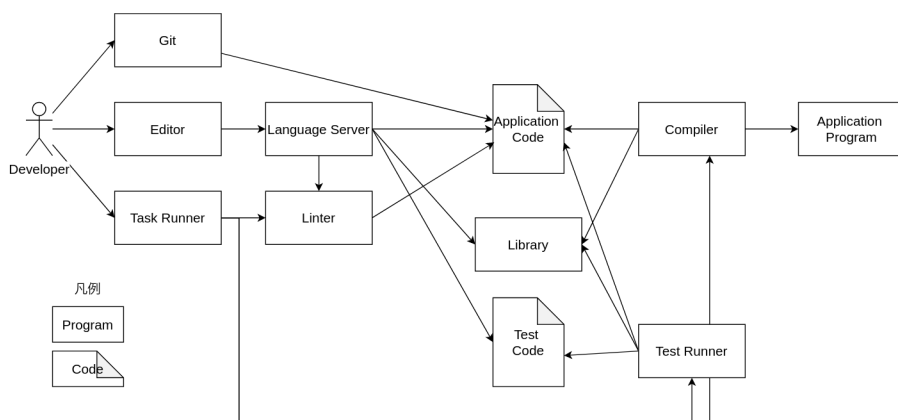 Git
Developer
Editor
Language Server
Task Runner
Linter
Application
Code
Library
Test
Code
Compiler
Application
Program
Test Runner
凡例
Program
Code